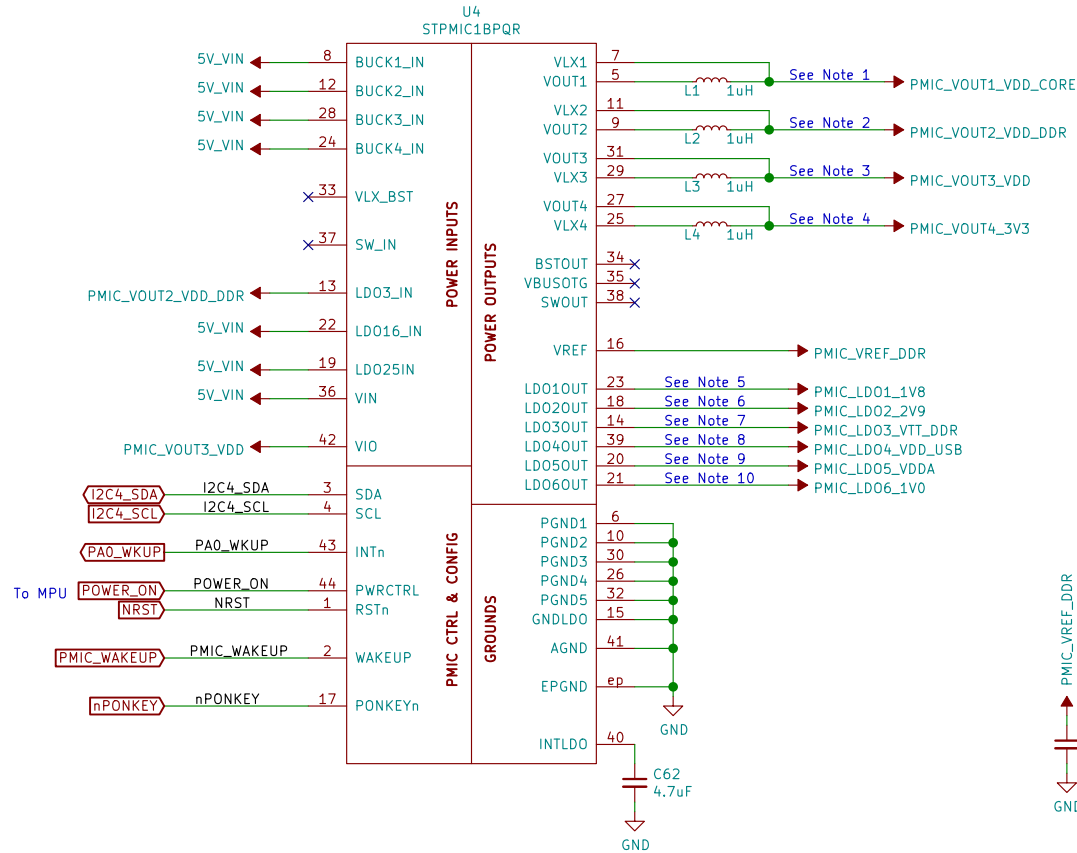 U4
STPMIC1BPQR
5V_VIN 8 BUCK1_IN
5V_VIN 12 BUCK2_IN
5V_VIN 28 BUCK3_IN
5V_VIN 24 BUCK4_IN
33 VLX_BST
37 SW_IN
PMIC_VOUT2_VDD_DDR 13 LDO3_IN
5V_VIN 22 LDO16_IN
5V_VIN 19 LDO25IN
5V_VIN 36 VIN
PMIC_VOUT3_VDD 42 VIO
POWER INPUTS
I2C4_SDA I2C4_SDA 3 SDA
I2C4_SCL I2C4_SCL 4 SCL
PA0_WKUP PA0_WKUP 43 INTn
To MPU POWER_ON POWER_ON 44 PWRCTRL
NRST NRST 1 RSTn
PMIC_WAKEUP PMIC_WAKEUP 2 WAKEUP
nPONKEY nPONKEY 17 PONKEYn
PMIC CTRL & CONFIG
POWER OUTPUTS
VLX1 7
VOUT1 5 L1 1uH See Note 1 PMIC_VOUT1_VDD_CORE
VLX2 11
VOUT2 9 L2 1uH See Note 2 PMIC_VOUT2_VDD_DDR
VOUT3 31
VLX3 29 L3 1uH See Note 3 PMIC_VOUT3_VDD
VOUT4 27
VLX4 25 L4 1uH See Note 4 PMIC_VOUT4_3V3
BSTOUT 34
VBUSOTG 35
SWOUT 38
VREF 16 PMIC_VREF_DDR
LDO1OUT 23 See Note 5 PMIC_LDO1_1V8
LDO2OUT 18 See Note 6 PMIC_LDO2_2V9
LDO3OUT 14 See Note 7 PMIC_LDO3_VTT_DDR
LDO4OUT 39 See Note 8 PMIC_LDO4_VDD_USB
LDO5OUT 20 See Note 9 PMIC_LDO5_VDDA
LDO6OUT 21 See Note 10 PMIC_LDO6_1V0
GROUNDS
PGND1 6
PGND2 10
PGND3 30
PGND4 26
PGND5 32
GNDLDO 15
AGND 41
EPGND ep
GND
INTLDO 40
C62
4.7uF
GND
PMIC_VREF_DDR
GND